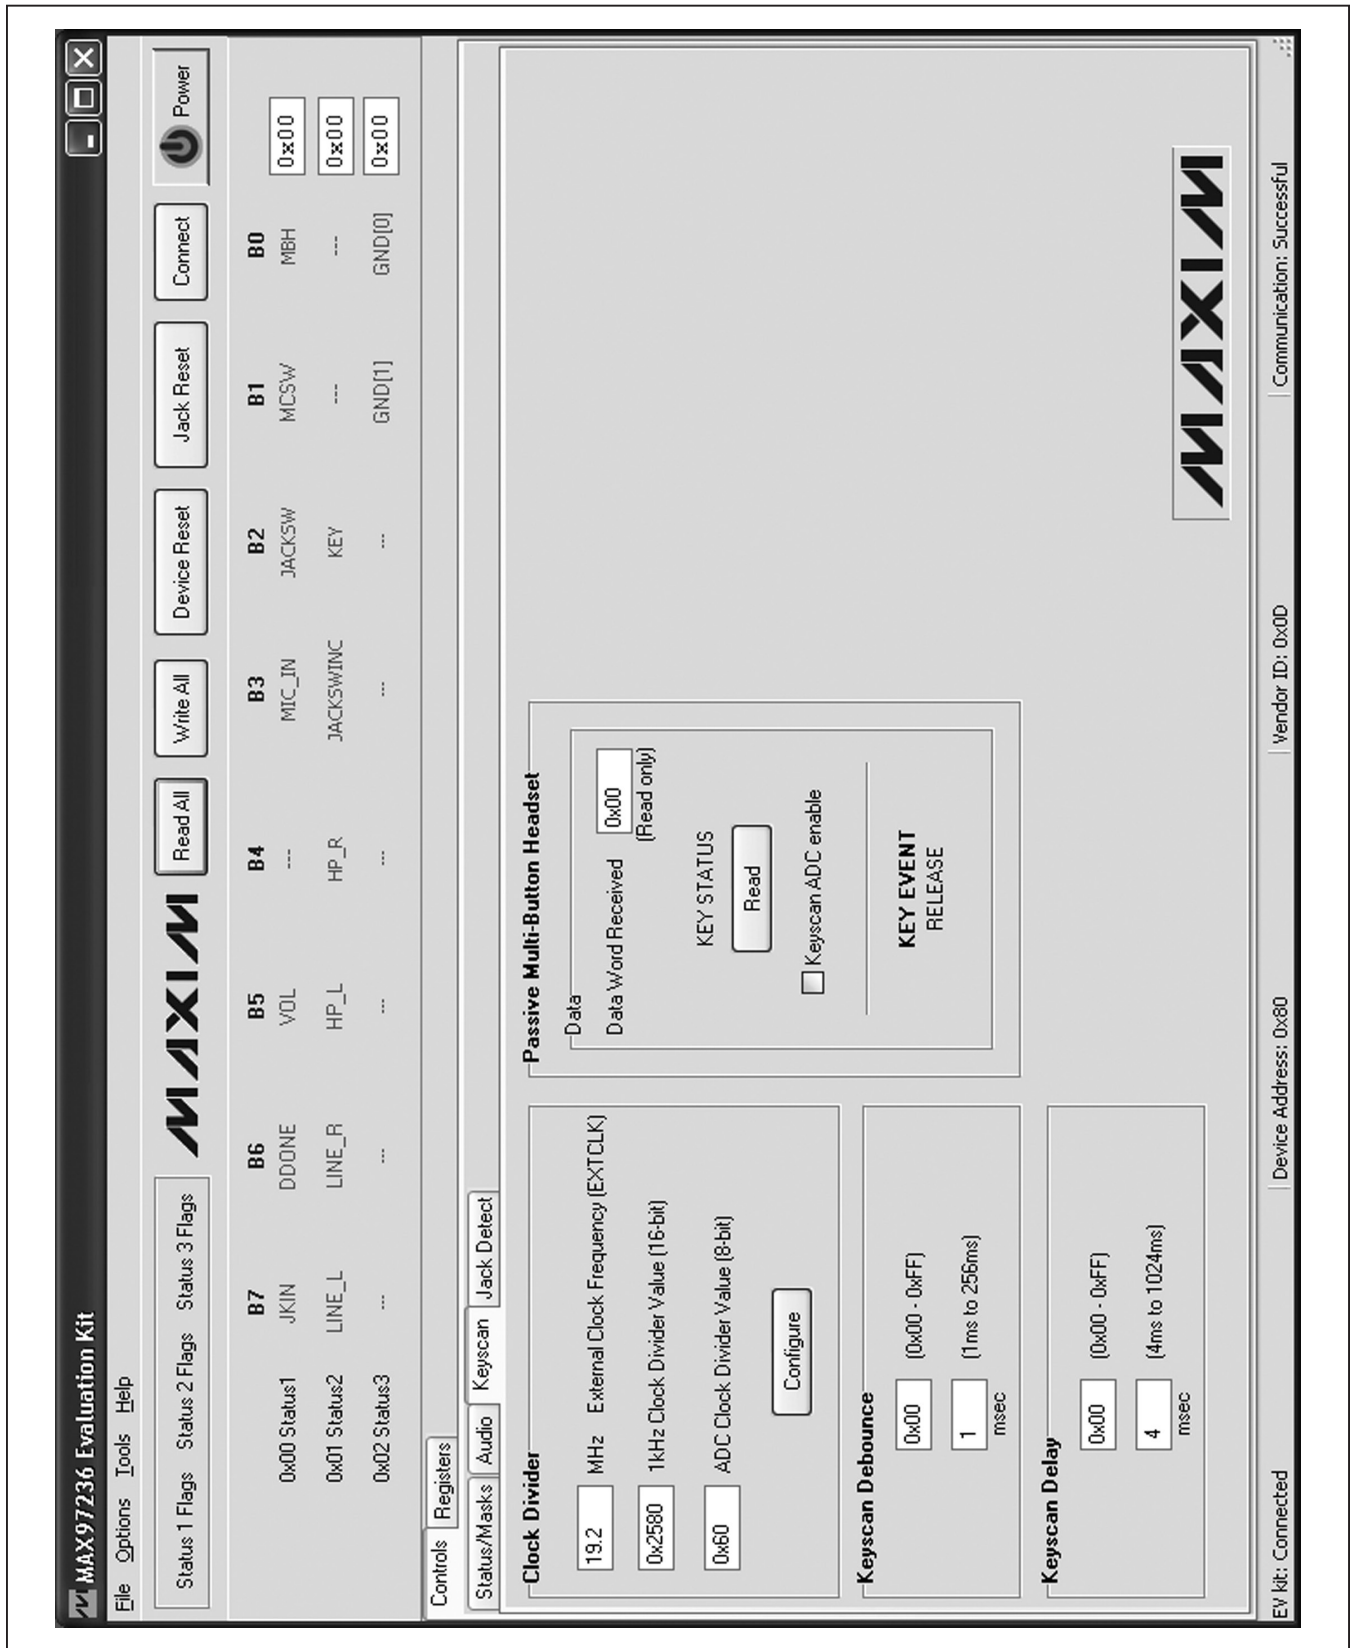 MAX97236 Evaluation Kit
File Options Tools Help
Status 1 Flags Status 2 Flags Status 3 Flags
MAXIM
Read All Write All Device Reset Jack Reset Connect Power
B7 B6 B5 B4 B3 B2 B1 B0
0x00 Status1 JKIN DDONE VOL --- MIC_IN JACKSW MCSW MBH 0x00
0x01 Status2 LINE_L LINE_R HP_L HP_R JACKSWINC KEY --- --- 0x00
0x02 Status3 --- --- --- --- --- --- GND[1] GND[0] 0x00
Controls Registers
Status/Masks Audio Keyscan Jack Detect
Clock Divider
19.2 MHz External Clock Frequency (EXTCLK)
0x2580 1kHz Clock Divider Value (16-bit)
0x60 ADC Clock Divider Value (8-bit)
Configure
Keyscan Debounce
0x00 (0x00 - 0xFF)
1 (1ms to 256ms)
msec
Keyscan Delay
0x00 (0x00 - 0xFF)
4 (4ms to 1024ms)
msec
Passive Multi-Button Headset
Data
Data Word Received 0x00
(Read only)
KEY STATUS
Read
Keyscan ADC enable
KEY EVENT
RELEASE
MAXIM
EV kit: Connected Device Address: 0x80 Vendor ID: 0x0D Communication: Successful